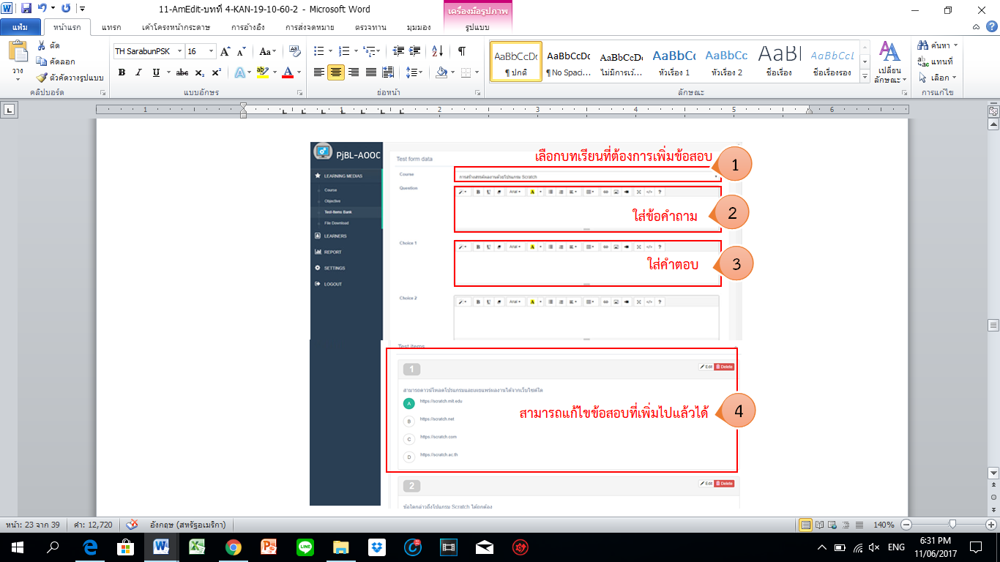 11-AmEdit-บทที่ 4-KAN-19-10-60-2 - Microsoft Word
เครื่องมือรูปภาพ
แฟ้ม
หน้าแรก
แทรก
เค้าโครงหน้ากระดาษ
การอ้างอิง
การส่งจดหมาย
ตรวจทาน
มุมมอง
รูปแบบ
วาง
ตัด
คัดลอก
ตัวคัดวางรูปแบบ
คลิปบอร์ด
TH SarabunPSK
16
แบบอักษร
ย่อหน้า
AaBbCcDc
¶ ปกติ
AaBbCcDc
¶ No Spaci...
AaBbCcDc
ไม่มีการเว้...
AaBbCc
หัวเรื่อง 1
AaBbCc
หัวเรื่อง 2
AaBl
ชื่อเรื่อง
AaBbCcL
ชื่อเรื่องรอง
เปลี่ยน
ลักษณะ
ลักษณะ
ค้นหา
แทนที่
เลือก
การแก้ไข
1 1 2 3 4 5 6
PjBL-AOOC
LEARNING MEDIAS
Course
Objective
Test-Items Bank
File Download
LEARNERS
REPORT
SETTINGS
LOGOUT
Test form data
เลือกบทเรียนที่ต้องการเพิ่มข้อสอบ
1
Course
การสร้างสรรค์ผลงานด้วยโปรแกรม Scratch
Question
ใส่ข้อคำถาม
2
Choice 1
ใส่คำตอบ
3
Choice 2
Test items
1
Edit
Delete
สามารถดาวน์โหลดโปรแกรมและเผยแพร่ผลงานได้จากเว็บไซต์ใด
A https://scratch.mit.edu
B https://scratch.net
C https://scratch.com
D https://scratch.ac.th
สามารถแก้ไขข้อสอบที่เพิ่มไปแล้วได้
4
2
Edit
Delete
ข้อใดกล่าวถึงโปรแกรม Scratch ได้ถูกต้อง
หน้า: 23 จาก 39
คำ: 12,720
อังกฤษ (สหรัฐอเมริกา)
140%
ENG
6:31 PM
11/06/2017